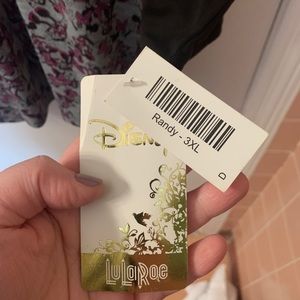 Randy - 3XL
D
Disney
LuLaRoe